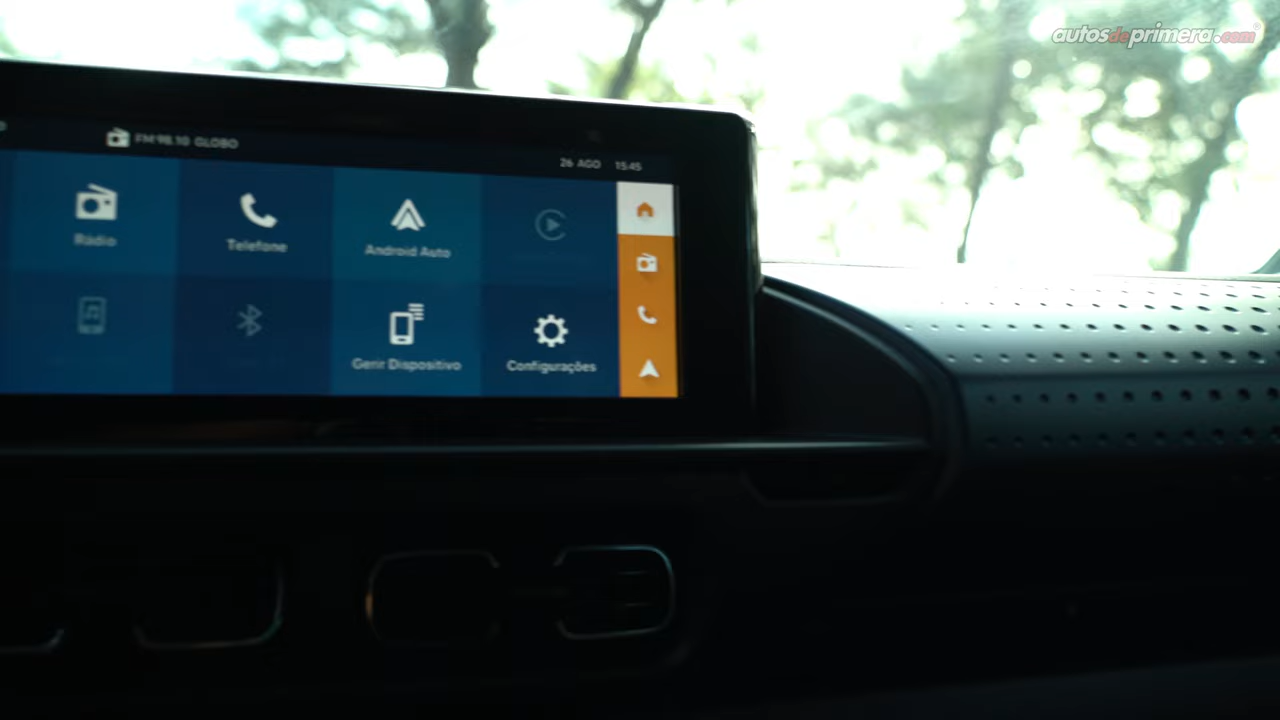 autosdeprimera.com
FM 98.10 GLOBO
26 AGO 15:45
Rádio
Telefone
Android Auto
Gerir Dispositivo
Configurações